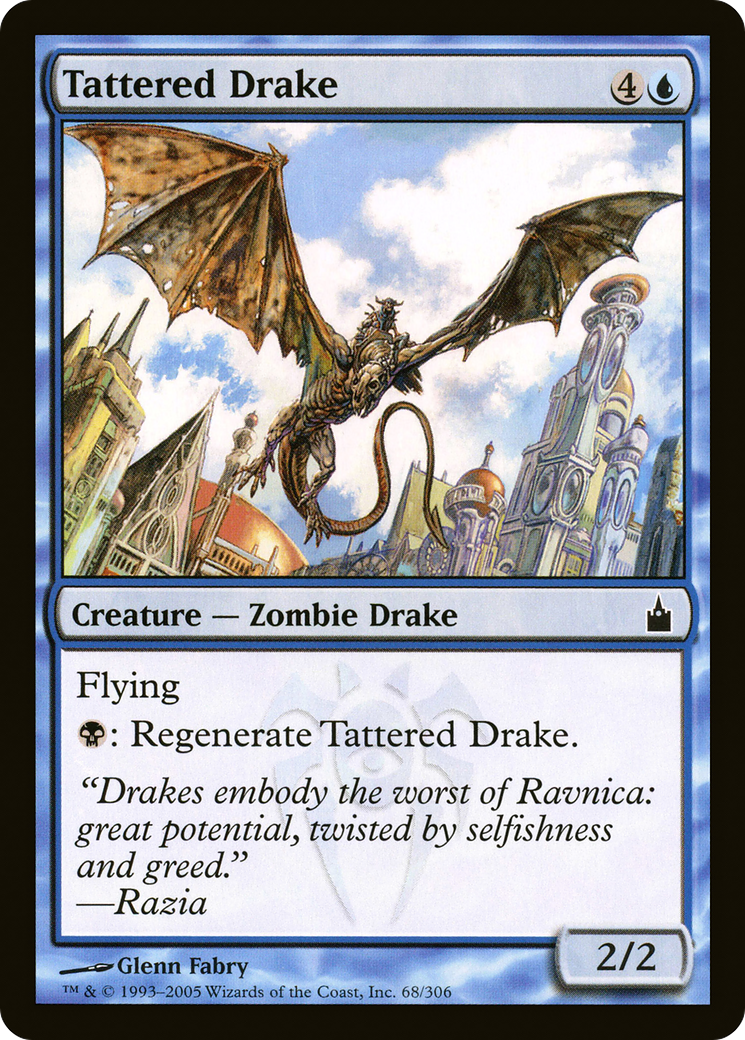 Tattered Drake 4
Creature — Zombie Drake
Flying
: Regenerate Tattered Drake.
“Drakes embody the worst of Ravnica:
great potential, twisted by selfishness
and greed.”
—Razia
2/2
Glenn Fabry
™ & © 1993–2005 Wizards of the Coast, Inc. 68/306